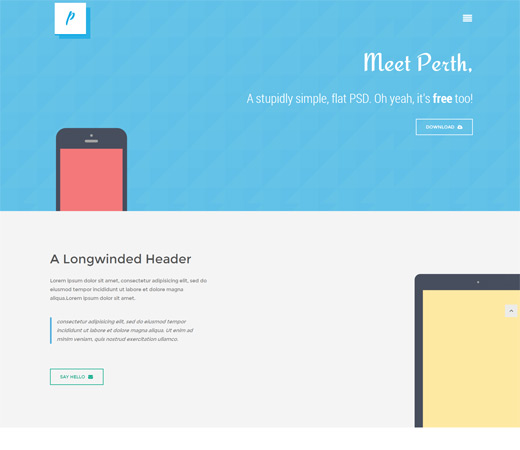 p
Meet Perth,
A stupidly simple, flat PSD. Oh yeah, it's free too!
DOWNLOAD
A Longwinded Header
Lorem ipsum dolor sit amet, consectetur adipisicing elit, sed do
eiusmod tempor incididunt ut labore et dolore magna
aliqua.Lorem ipsum dolor sit amet.
consectetur adipisicing elit, sed do eiusmod tempor
incididunt ut labore et dolore magna aliqua. Ut enim ad
minim veniam, quis nostrud exercitation ullamco.
SAY HELLO